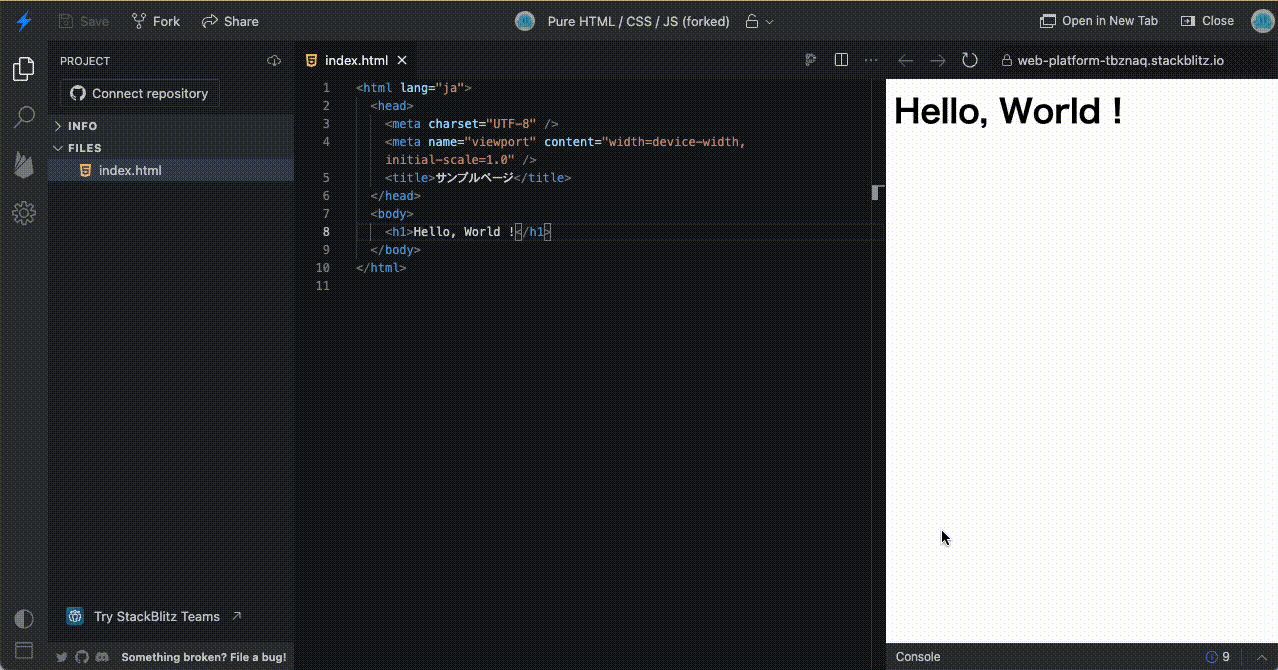 Save Fork Share Pure HTML / CSS / JS (forked) Open in New Tab Close
PROJECT
Connect repository
INFO
FILES
index.html
Try StackBlitz Teams
Something broken? File a bug!
index.html
1 <html lang="ja">
2 <head>
3 <meta charset="UTF-8" />
4 <meta name="viewport" content="width=device-width,
initial-scale=1.0" />
5 <title>サンプルページ</title>
6 </head>
7 <body>
8 <h1>Hello, World !</h1>
9 </body>
10 </html>
11
web-platform-tbznaq.stackblitz.io
Hello, World !
Console 9